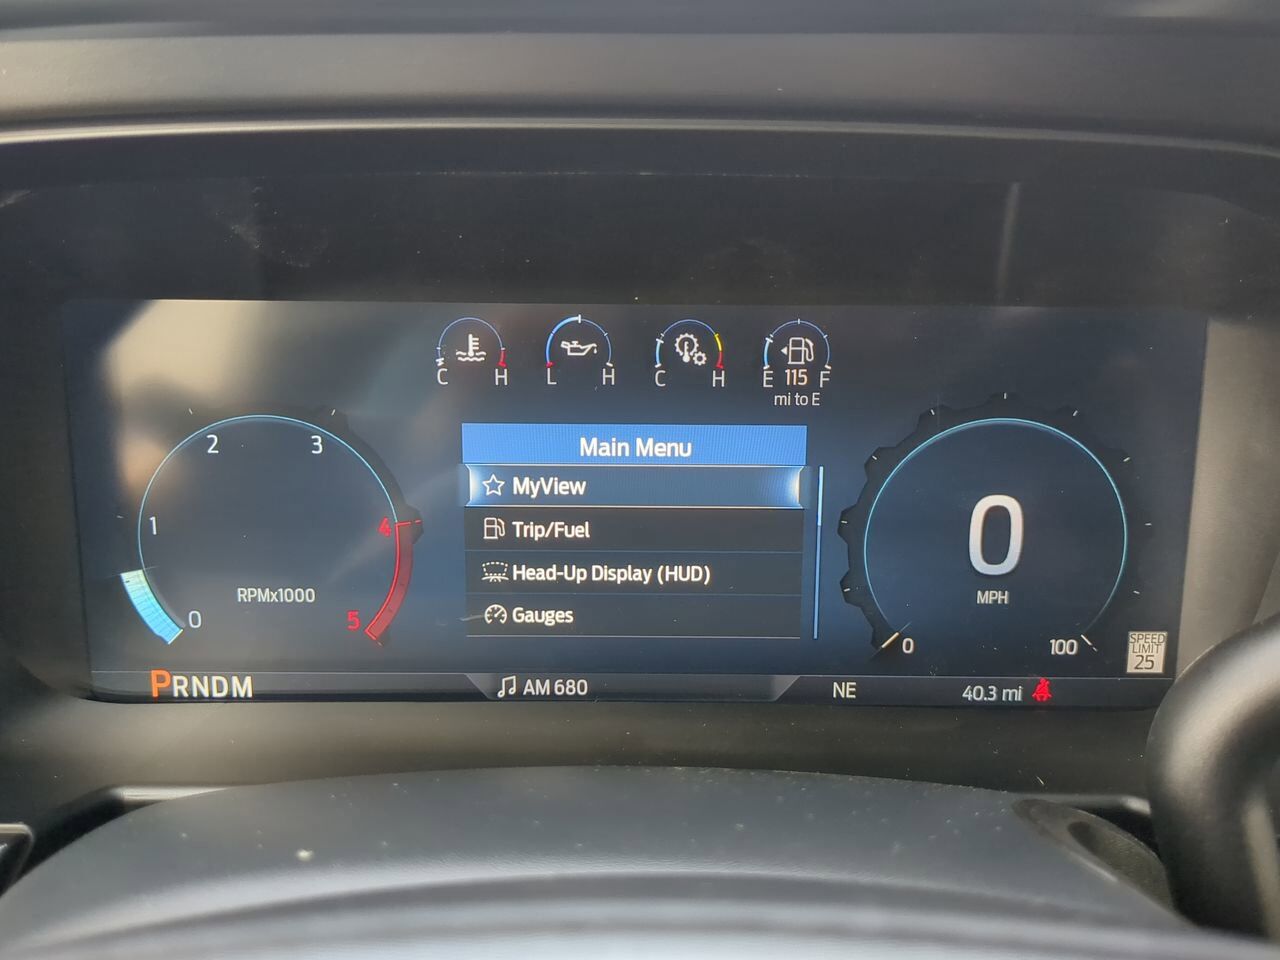 C H
L H
C H
E 115 F
mi to E
Main Menu
MyView
Trip/Fuel
Head-Up Display (HUD)
Gauges
0
1
2
3
4
5
RPMx1000
0
MPH
0
100
SPEED
LIMIT
25
PRNDM
AM 680
NE
40.3 mi